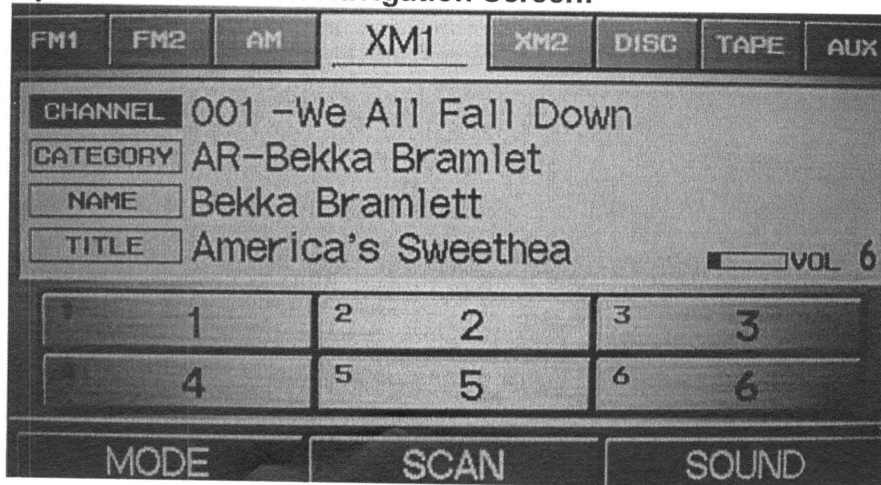 Navigation Screen:
FM1 FM2 AM XM1 XM2 DISC TAPE AUX
CHANNEL 001 -We All Fall Down
CATEGORY AR-Bekka Bramlet
NAME Bekka Bramlett
TITLE America's Sweethea VOL 6
1 2 2 3 3
4 5 5 6 6
MODE SCAN SOUND